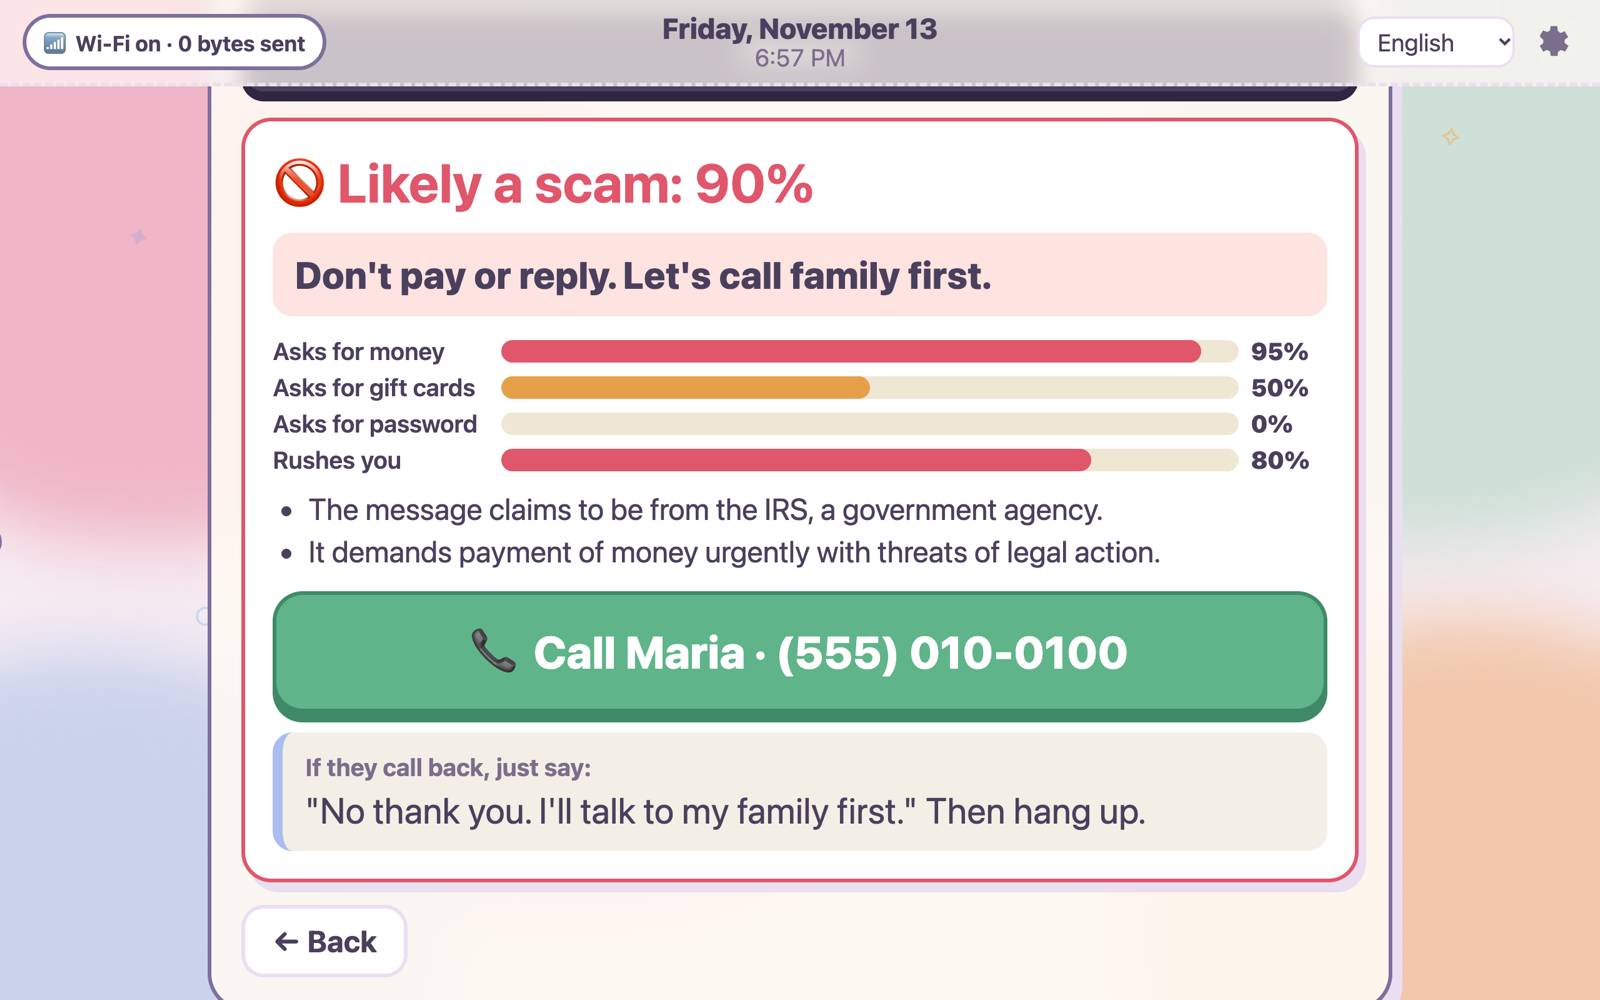 Wi-Fi on · 0 bytes sent
Friday, November 13
6:57 PM
English
Likely a scam: 90%
Don't pay or reply. Let's call family first.
Asks for money 95%
Asks for gift cards 50%
Asks for password 0%
Rushes you 80%
• The message claims to be from the IRS, a government agency.
• It demands payment of money urgently with threats of legal action.
Call Maria · (555) 010-0100
If they call back, just say:
"No thank you. I'll talk to my family first." Then hang up.
← Back